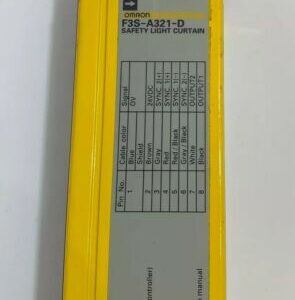 OMRON
F3S-A321-D
SAFETY LIGHT CURTAIN
Pin No. Cable color Signal
1 Blue 0V
Shield
2 Brown 24VDC
3 Gray SYNC 2(+)
4 Red SYNC 1(+)
5 Red/Black SYNC 1(-)
6 Gray/Black SYNC 2(-)
7 White OUTPUT2
8 Black OUTPUT1
controller)
manual